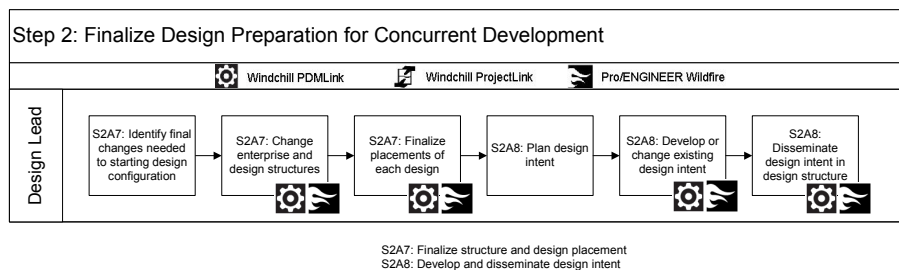 Step 2: Finalize Design Preparation for Concurrent Development
Windchill PDMLink
Windchill ProjectLink
Pro/ENGINEER Wildfire
Design Lead
S2A7: Identify final
changes needed
to starting design
configuration
S2A7: Change
enterprise and
design structures
S2A7: Finalize
placements of
each design
S2A8: Plan design
intent
S2A8: Develop or
change existing
design intent
S2A8:
Disseminate
design intent in
design structure
S2A7: Finalize structure and design placement
S2A8: Develop and disseminate design intent